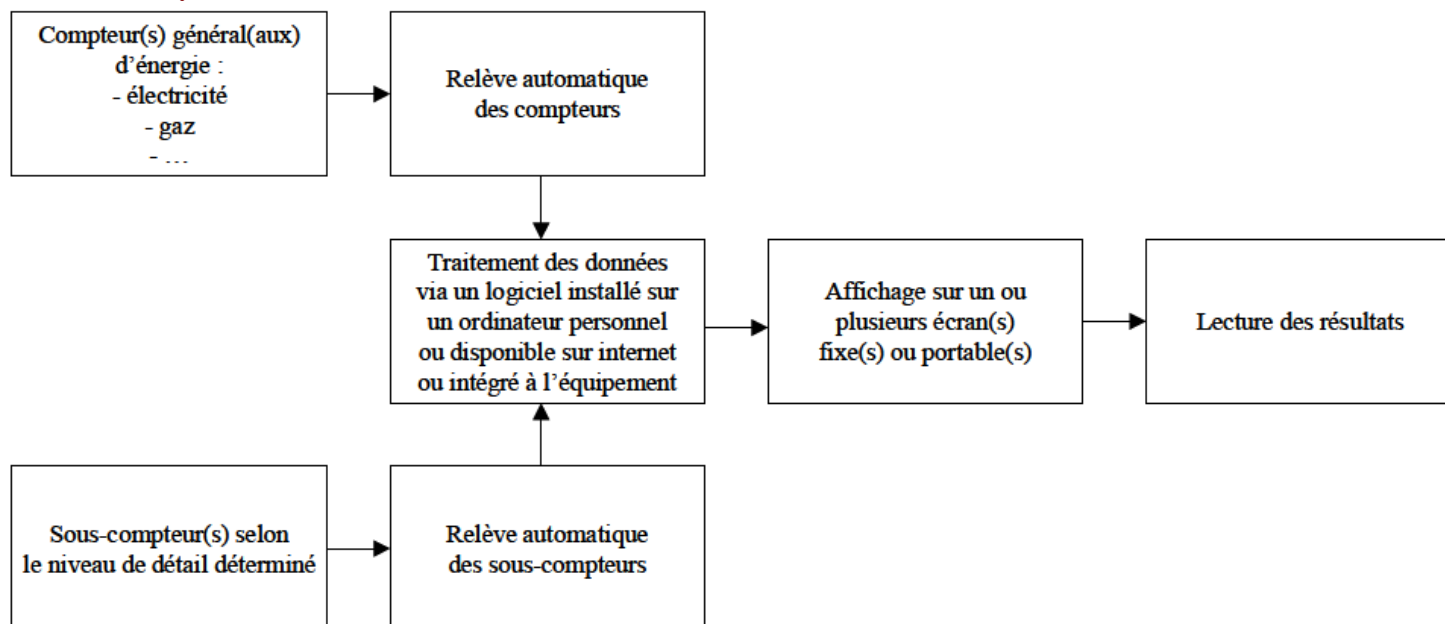 Compteur(s) général(aux)
d’énergie :
- électricité
- gaz
- …
Relève automatique
des compteurs
Traitement des données
via un logiciel installé sur
un ordinateur personnel
ou disponible sur internet
ou intégré à l’équipement
Affichage sur un ou
plusieurs écran(s)
fixe(s) ou portable(s)
Lecture des résultats
Sous-compteur(s) selon
le niveau de détail déterminé
Relève automatique
des sous-compteurs